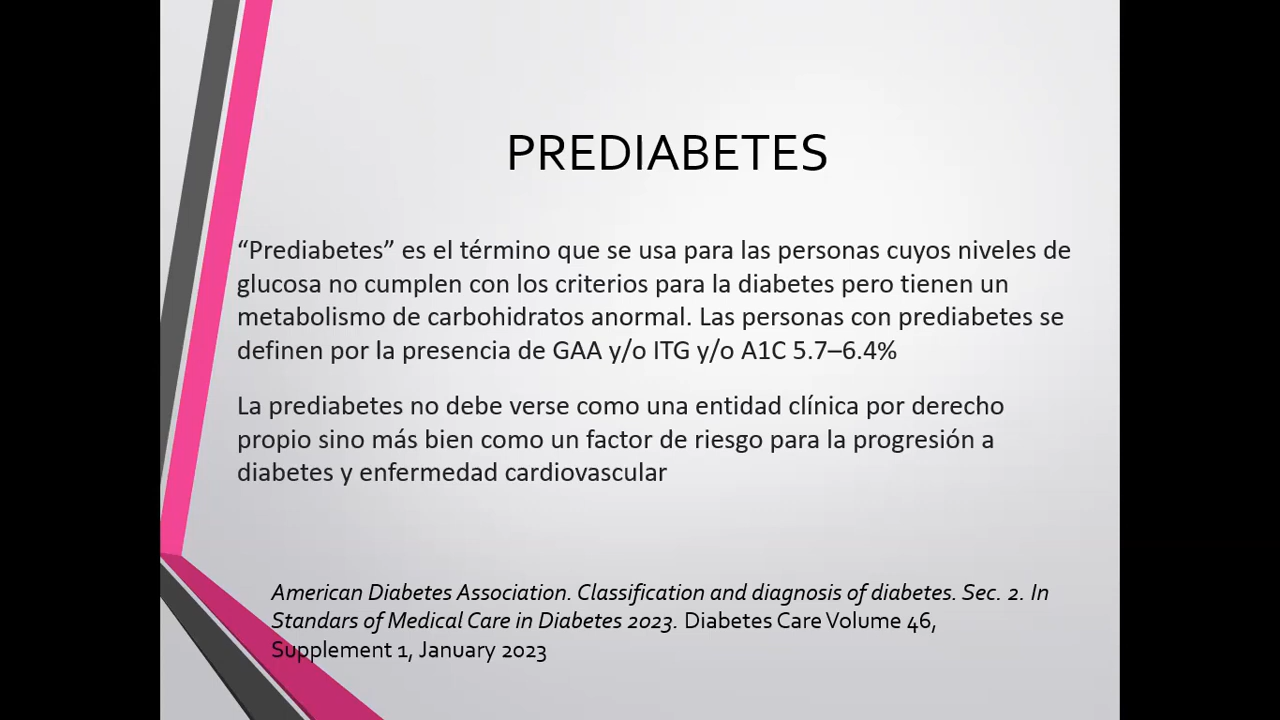 PREDIABETES
“Prediabetes” es el término que se usa para las personas cuyos niveles de
glucosa no cumplen con los criterios para la diabetes pero tienen un
metabolismo de carbohidratos anormal. Las personas con prediabetes se
definen por la presencia de GAA y/o ITG y/o A1C 5.7–6.4%
La prediabetes no debe verse como una entidad clínica por derecho
propio sino más bien como un factor de riesgo para la progresión a
diabetes y enfermedad cardiovascular
American Diabetes Association. Classification and diagnosis of diabetes. Sec. 2. In
Standars of Medical Care in Diabetes 2023. Diabetes Care Volume 46,
Supplement 1, January 2023